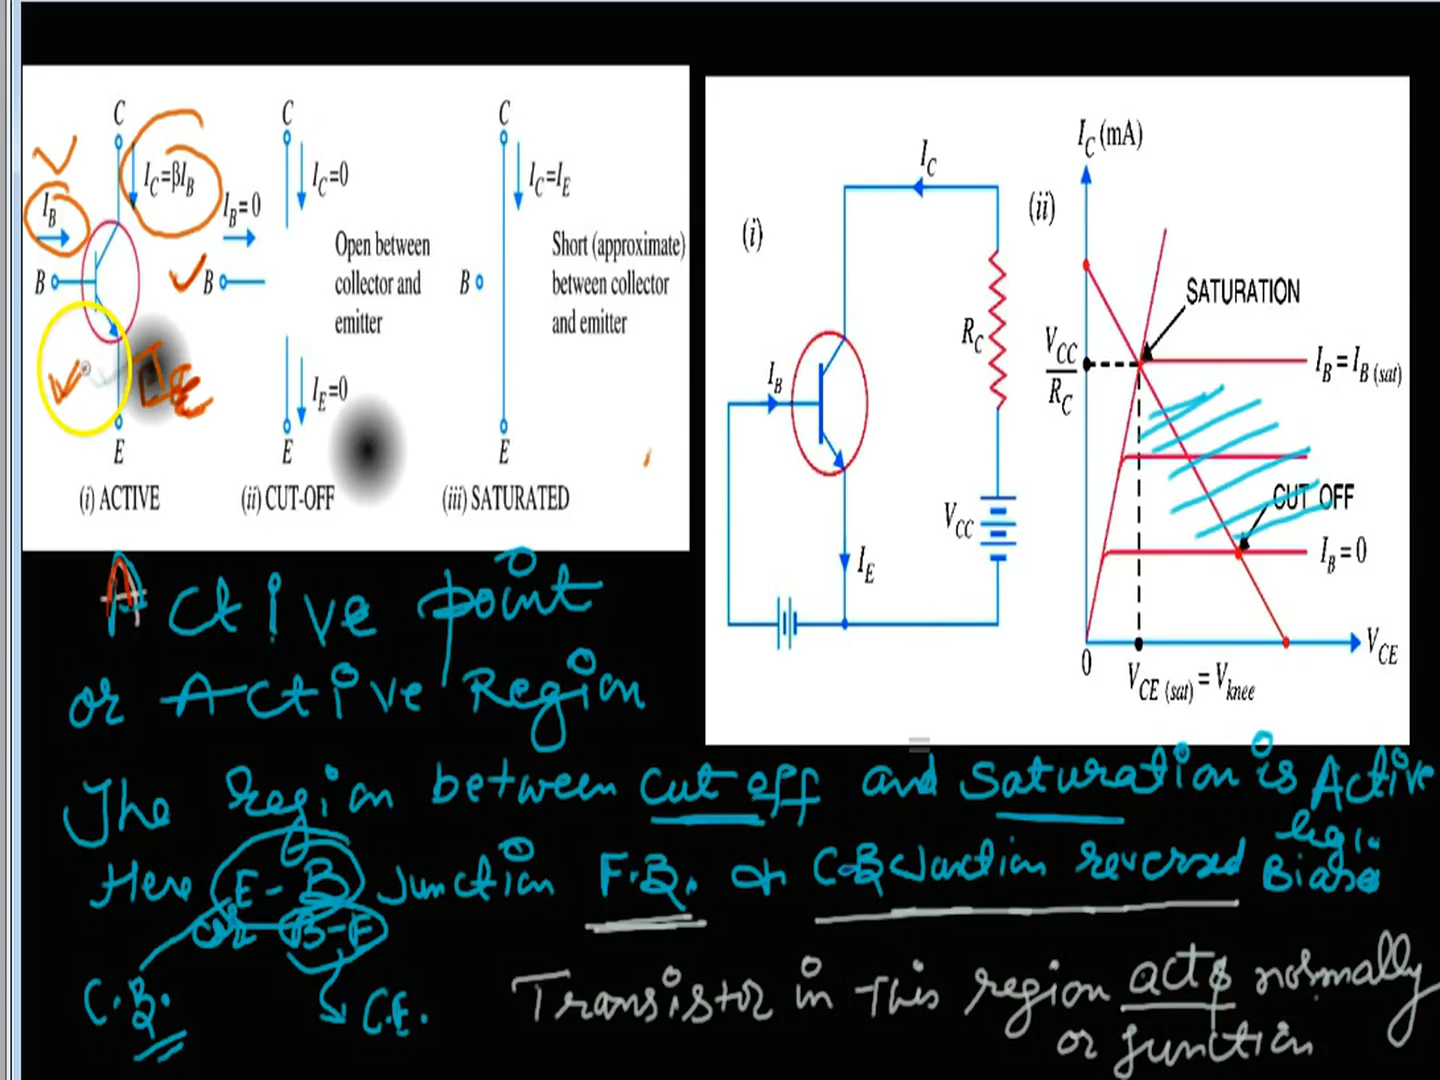 C
I_C=βI_B
I_B
B
E
(i) ACTIVE
C
I_C=0
I_B=0
B
Open between
collector and
emitter
I_E=0
E
(ii) CUT-OFF
C
I_C=I_E
B
Short (approximate)
between collector
and emitter
E
(iii) SATURATED
(i)
I_C
R_C
I_B
V_CC
I_E
(ii)
I_C (mA)
SATURATION
V_CC
R_C
I_B = I_B (sat)
CUT OFF
I_B = 0
0
V_CE
V_CE (sat) = V_knee
Active point
or Active Region
The region between cut off and saturation is Active
Here E-B Junction F.B. & C-B Junction reversed Bias
or B-E
C.B.
C.E.
Transistor in This region acts normally
or function